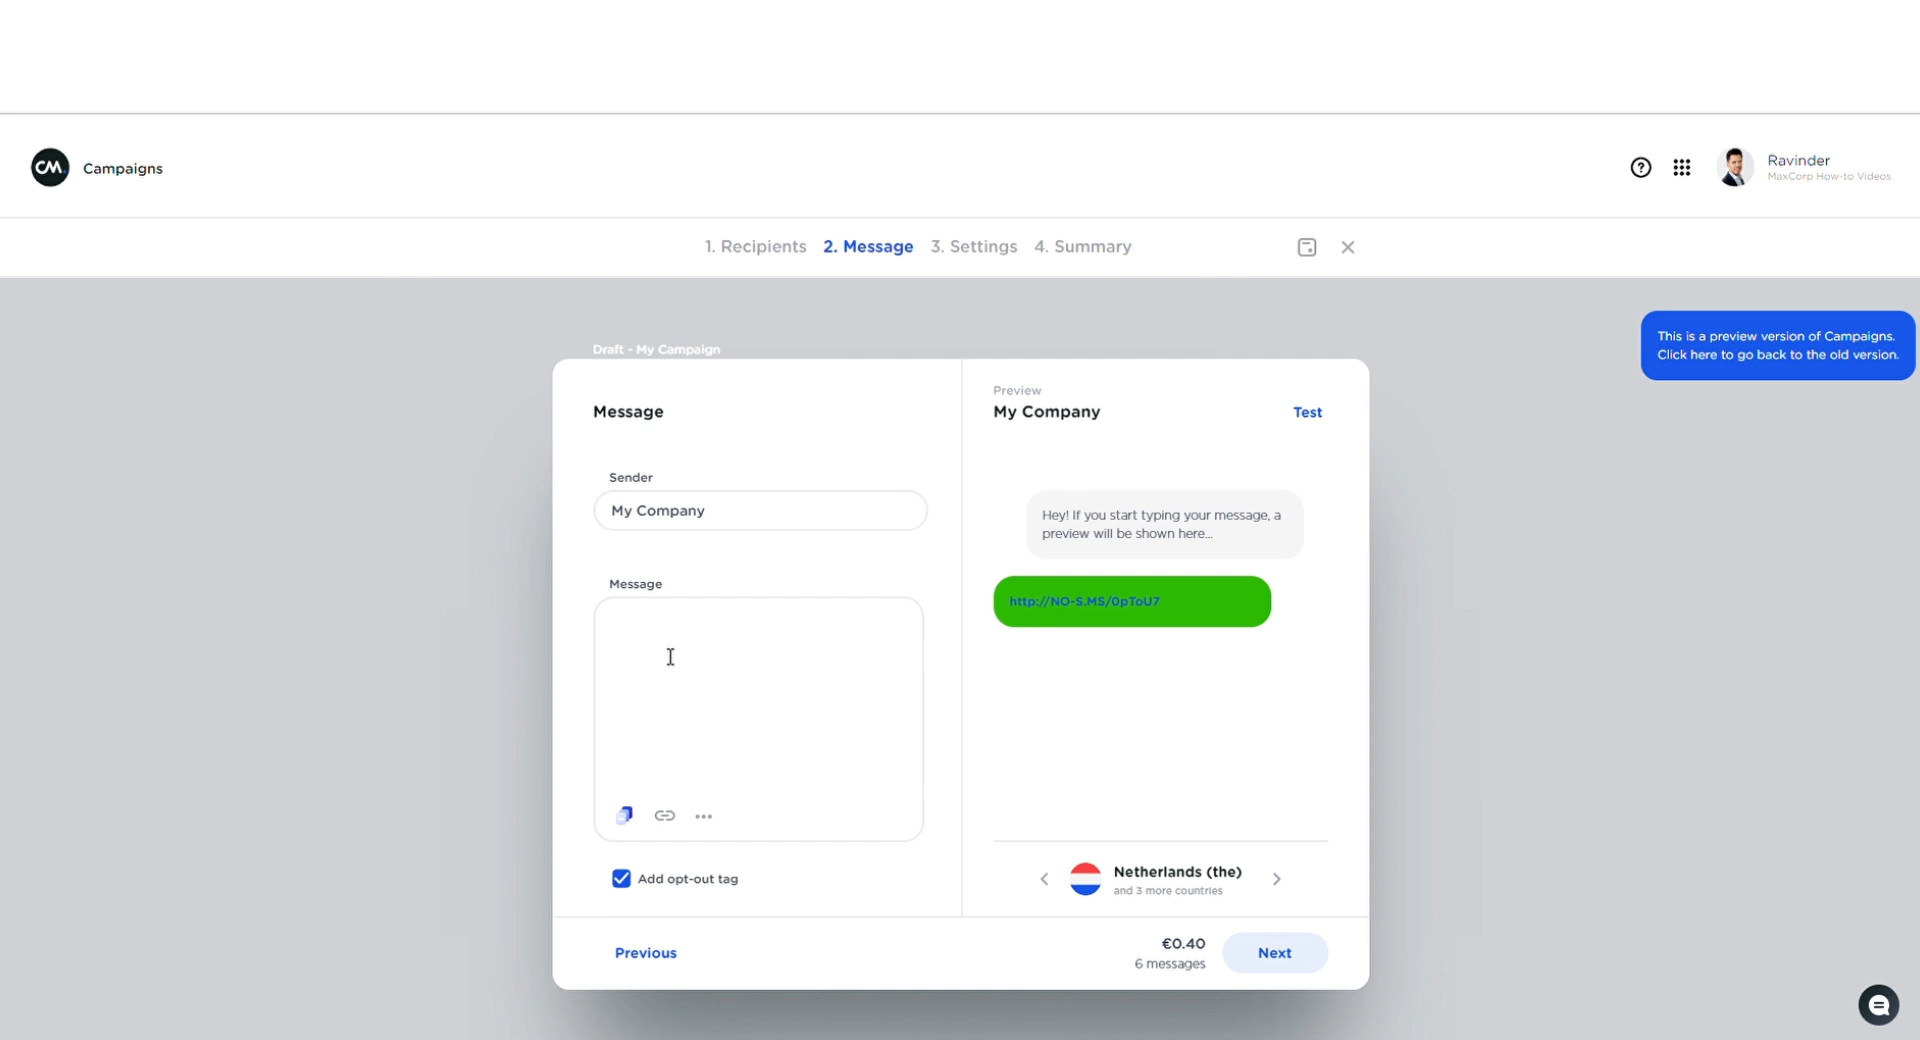 CM.
Campaigns
Ravinder
MaxCorp How-to Videos
1. Recipients 2. Message 3. Settings 4. Summary
This is a preview version of Campaigns.
Click here to go back to the old version.
Draft - My Campaign
Message
Sender
My Company
Message
Add opt-out tag
Preview
My Company
Test
Hey! If you start typing your message, a
preview will be shown here...
http://NO-S.MS/0pToU7
Netherlands (the)
and 3 more countries
Previous
€0.40
6 messages
Next